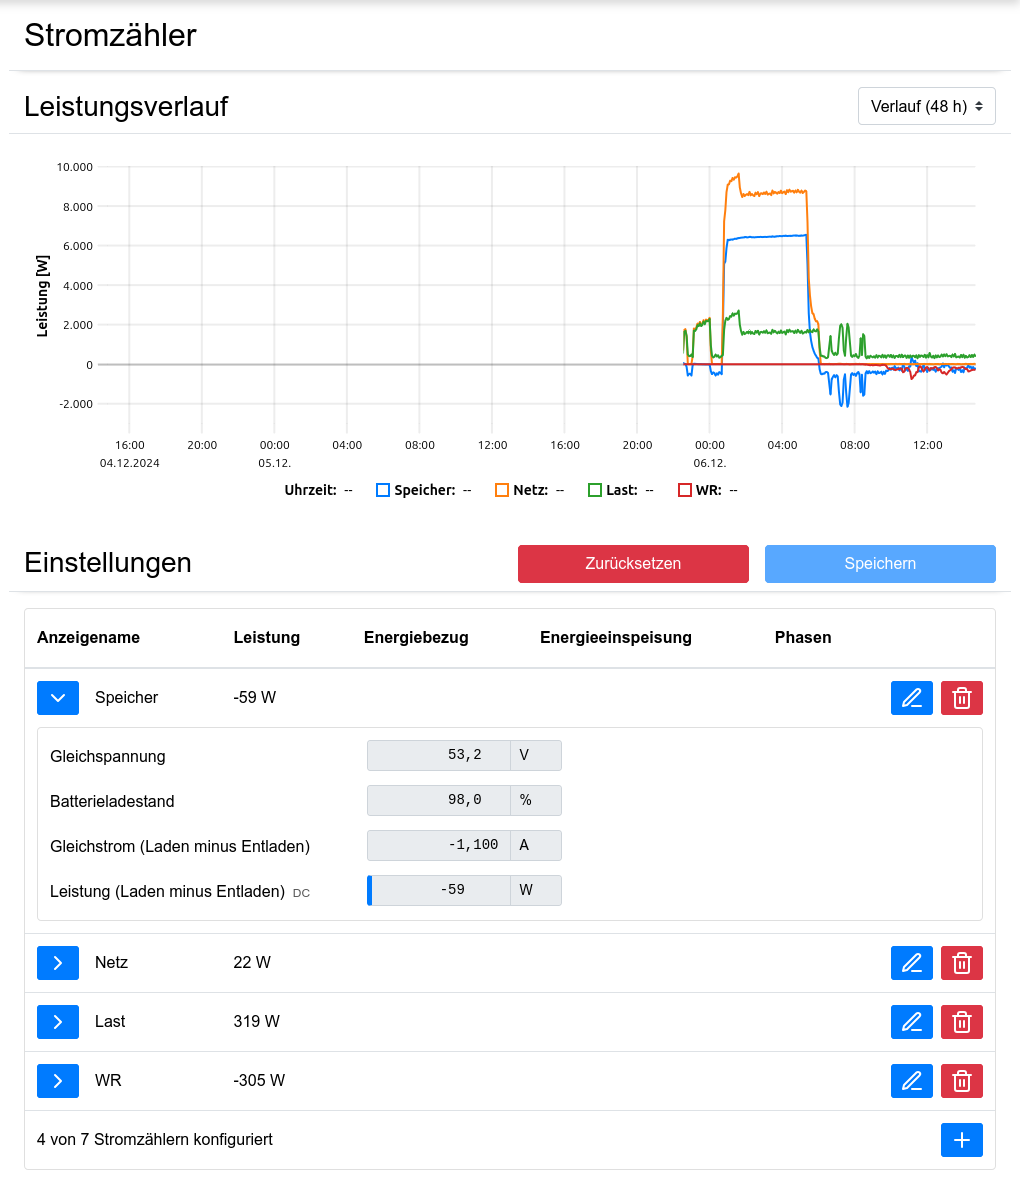 Stromzähler
Leistungsverlauf
Verlauf (48 h)
10.000
8.000
6.000
4.000
2.000
0
-2.000
Leistung [W]
16:00 20:00 00:00 04:00 08:00 12:00 16:00 20:00 00:00 04:00 08:00 12:00
04.12.2024 05.12. 06.12.
Uhrzeit: -- Speicher: -- Netz: -- Last: -- WR: --
Einstellungen
Zurücksetzen
Speichern
Anzeigename Leistung Energiebezug Energieeinspeisung Phasen
Speicher -59 W
Gleichspannung 53,2 V
Batterieladestand 98,0 %
Gleichstrom (Laden minus Entladen) -1,100 A
Leistung (Laden minus Entladen) DC -59 W
Netz 22 W
Last 319 W
WR -305 W
4 von 7 Stromzählern konfiguriert